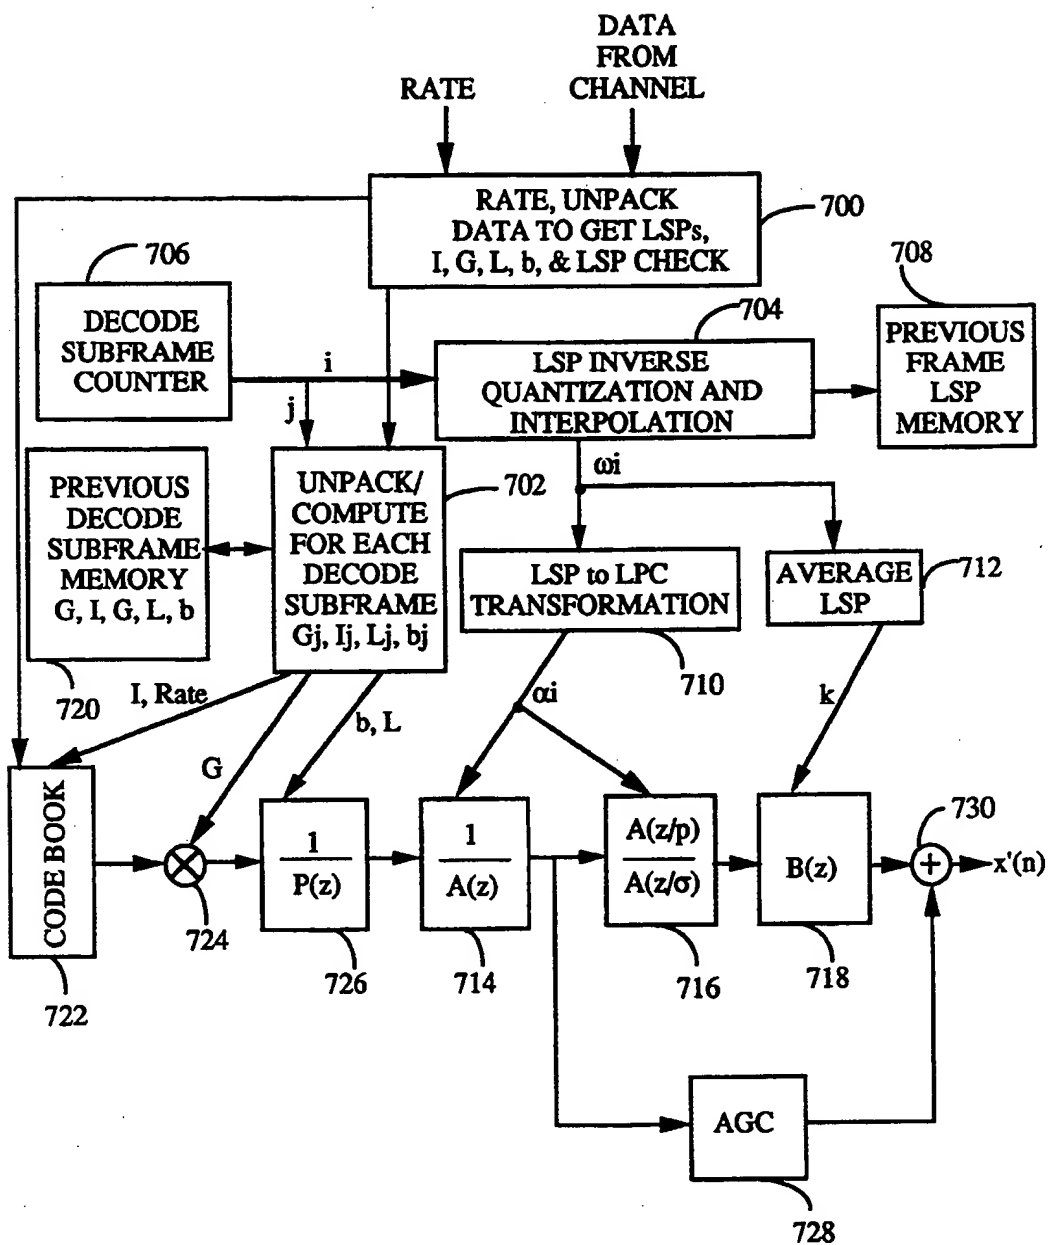 DATA
FROM
CHANNEL
RATE
RATE, UNPACK
DATA TO GET LSPs,
I, G, L, b, & LSP CHECK
700
706
DECODE
SUBFRAME
COUNTER
i
j
704
LSP INVERSE
QUANTIZATION AND
INTERPOLATION
708
PREVIOUS
FRAME
LSP
MEMORY
ωi
PREVIOUS
DECODE
SUBFRAME
MEMORY
G, I, G, L, b
720
UNPACK/
COMPUTE
FOR EACH
DECODE
SUBFRAME
Gj, Ij, Lj, bj
702
LSP to LPC
TRANSFORMATION
710
AVERAGE
LSP
712
I, Rate
G
b, L
αi
k
CODE BOOK
722
724
1
P(z)
726
1
A(z)
714
A(z/p)
A(z/σ)
716
B(z)
718
730
+
x'(n)
AGC
728